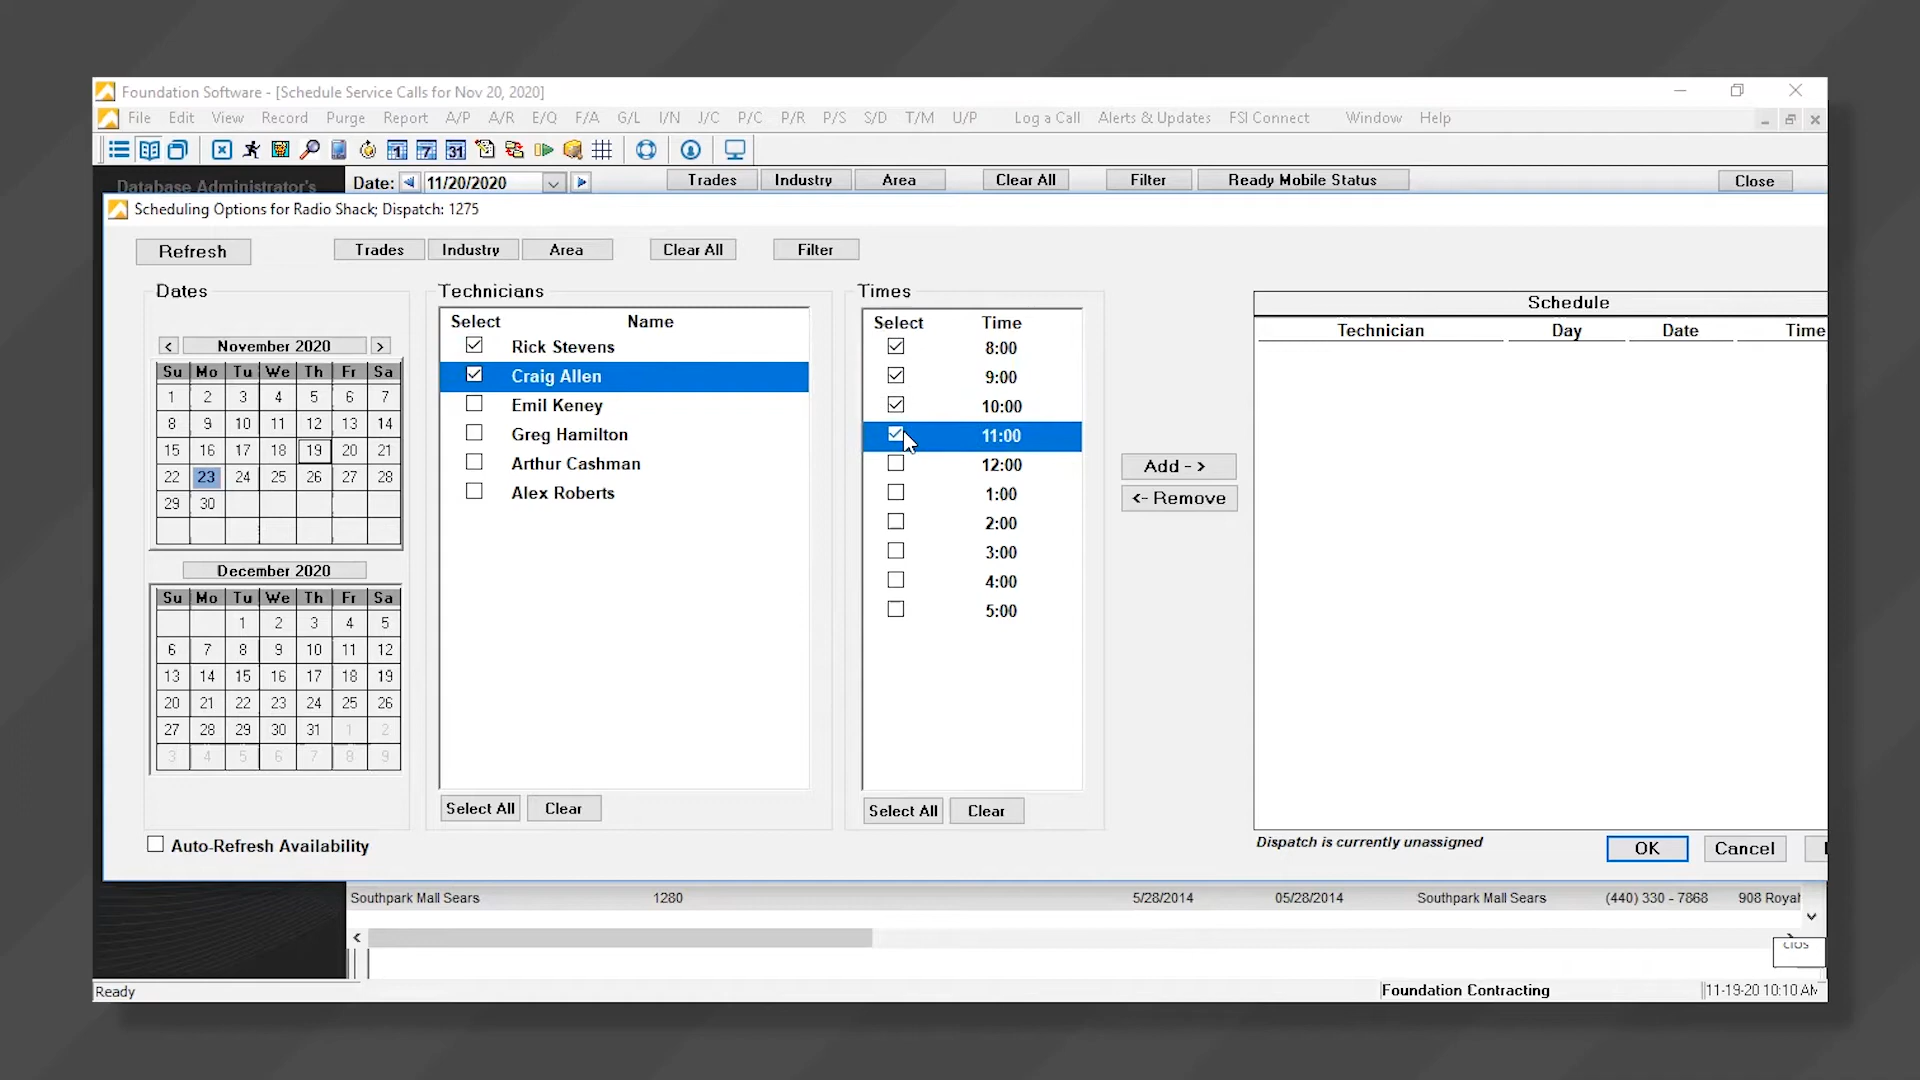 Foundation Software - [Schedule Service Calls for Nov 20, 2020]
File Edit View Record Purge Report A/P A/R E/Q F/A G/L I/N J/C P/C P/R P/S S/D T/M U/P Log a Call Alerts & Updates FSI Connect Window Help
1 7 31
Database Administrator's Date: 11/20/2020 Trades Industry Area Clear All Filter Ready Mobile Status Close
Scheduling Options for Radio Shack; Dispatch: 1275
Refresh Trades Industry Area Clear All Filter
Dates
< November 2020 >
Su Mo Tu We Th Fr Sa
1 2 3 4 5 6 7
8 9 10 11 12 13 14
15 16 17 18 19 20 21
22 23 24 25 26 27 28
29 30
December 2020
Su Mo Tu We Th Fr Sa
1 2 3 4 5
6 7 8 9 10 11 12
13 14 15 16 17 18 19
20 21 22 23 24 25 26
27 28 29 30 31 1 2
3 4 5 6 7 8 9
Auto-Refresh Availability
Technicians
Select Name
Rick Stevens
Craig Allen
Emil Keney
Greg Hamilton
Arthur Cashman
Alex Roberts
Select All Clear
Times
Select Time
8:00
9:00
10:00
11:00
12:00
1:00
2:00
3:00
4:00
5:00
Select All Clear
Add - >
<- Remove
Schedule
Technician Day Date Time
Dispatch is currently unassigned OK Cancel
Southpark Mall Sears 1280 5/28/2014 05/28/2014 Southpark Mall Sears (440) 330 - 7868 908 Royal
Ready Foundation Contracting 11-19-20 10:10 AM